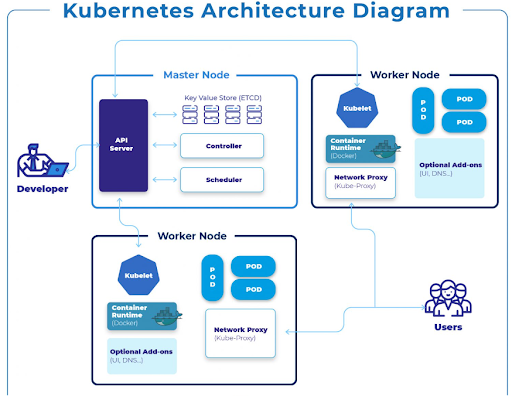 Kubernetes Architecture Diagram
Master Node
Key Value Store (ETCD)
API
Server
Controller
Scheduler
Developer
Worker Node
Kubelet
POD
POD
POD
Container
Runtime
(Docker)
Network Proxy
(Kube-Proxy)
Optional Add-ons
(UI, DNS...)
Worker Node
Kubelet
POD
POD
POD
Container
Runtime
(Docker)
Optional Add-ons
(UI, DNS...)
Network Proxy
(Kube-Proxy)
Users